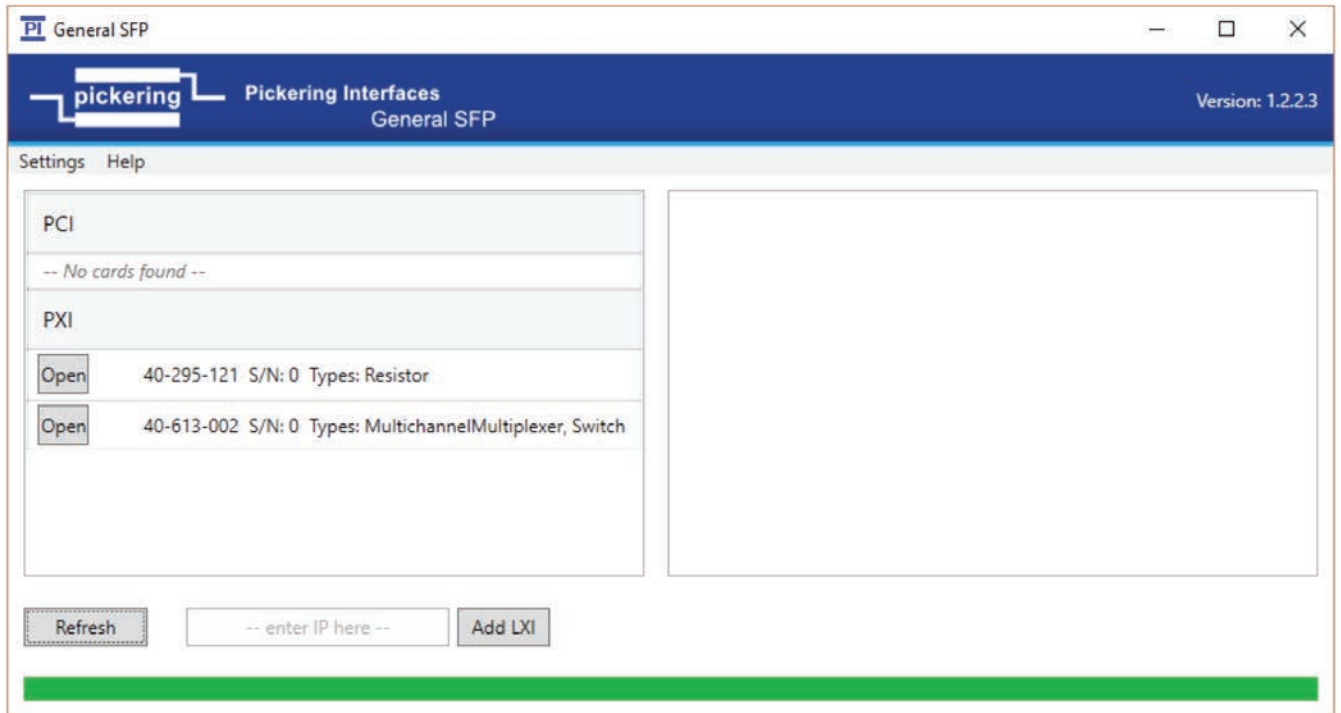 PI General SFP
pickering Pickering Interfaces
General SFP
Version: 1.2.2.3
Settings Help
PCI
-- No cards found --
PXI
Open 40-295-121 S/N: 0 Types: Resistor
Open 40-613-002 S/N: 0 Types: MultichannelMultiplexer, Switch
Refresh -- enter IP here -- Add LXI